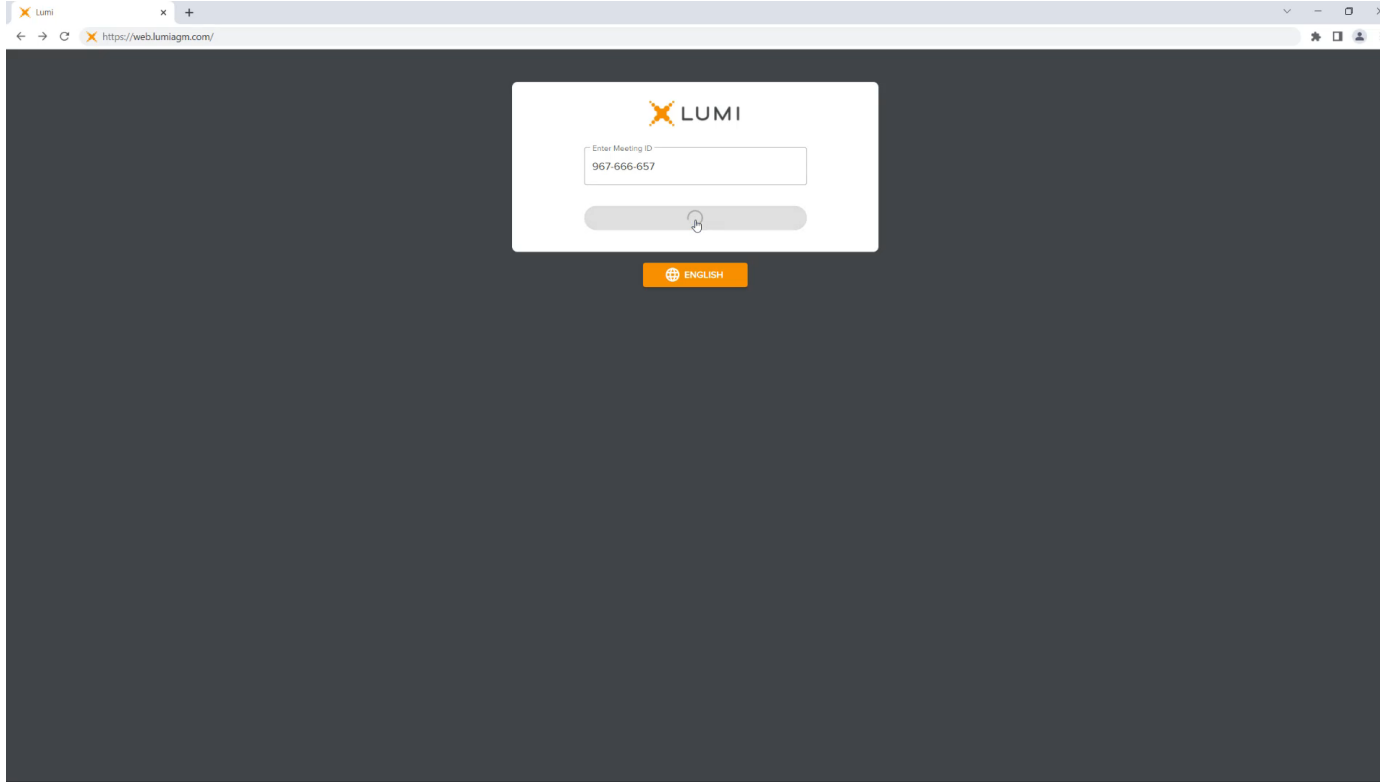 Lumi
https://web.lumiagm.com/
LUMI
Enter Meeting ID
967-666-657
ENGLISH